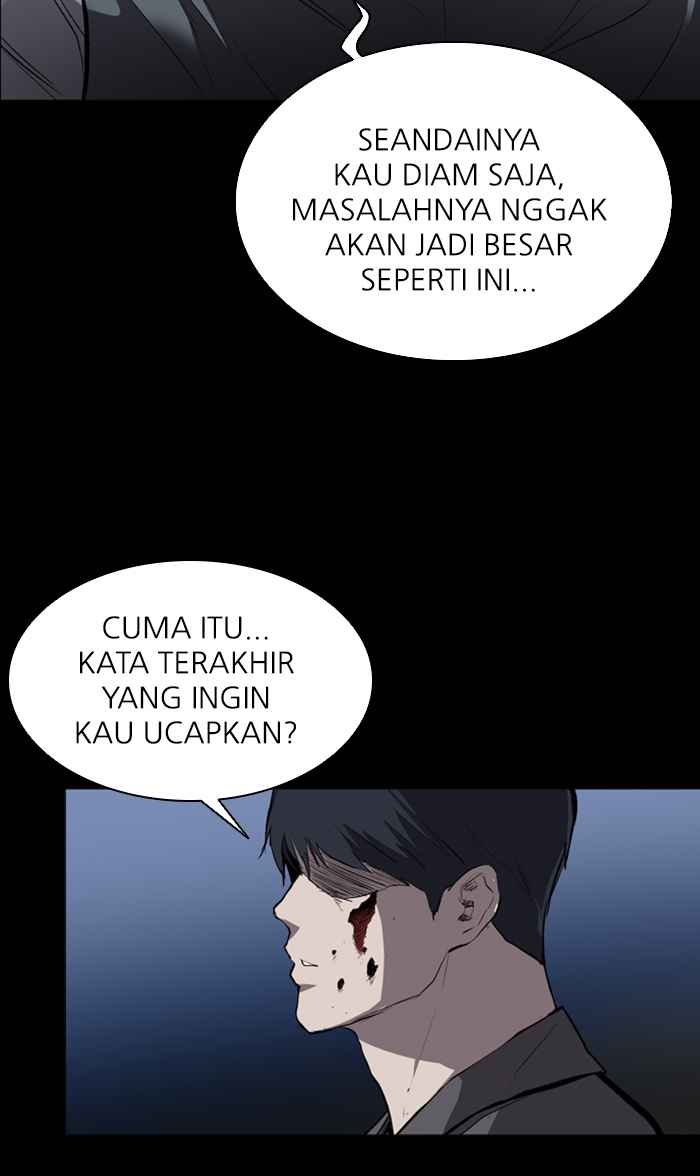 SEANDAINYA
KAU DIAM SAJA,
MASALAHNYA NGGAK
AKAN JADI BESAR
SEPERTI INI...
CUMA ITU...
KATA TERAKHIR
YANG INGIN
KAU UCAPKAN?